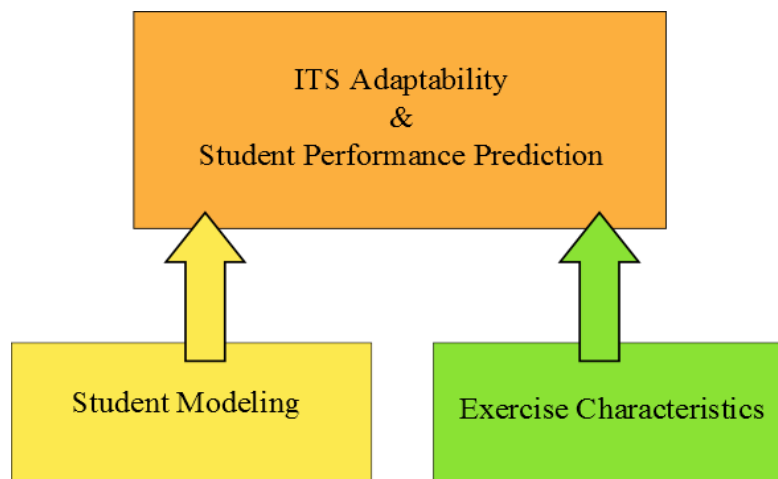 ITS Adaptability
&
Student Performance Prediction
Student Modeling
Exercise Characteristics